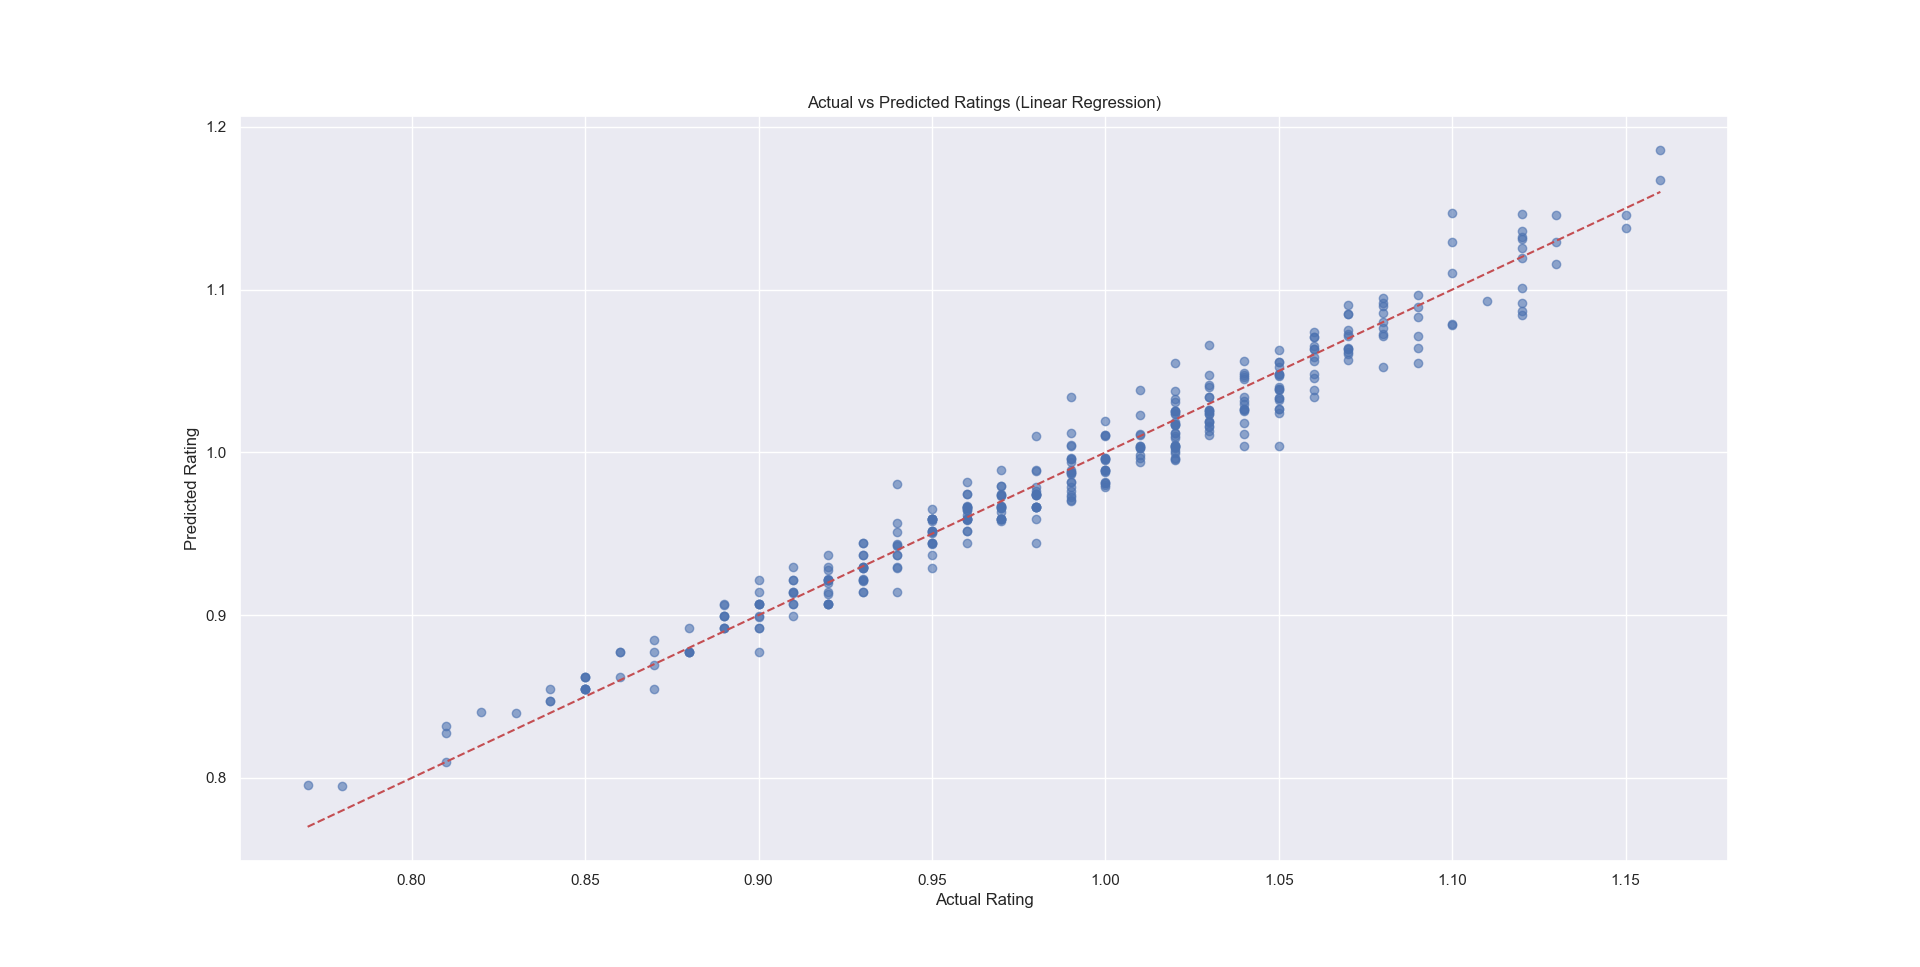 Actual vs Predicted Ratings (Linear Regression)
1.2
1.1
1.0
0.9
0.8
Predicted Rating
0.80 0.85 0.90 0.95 1.00 1.05 1.10 1.15
Actual Rating